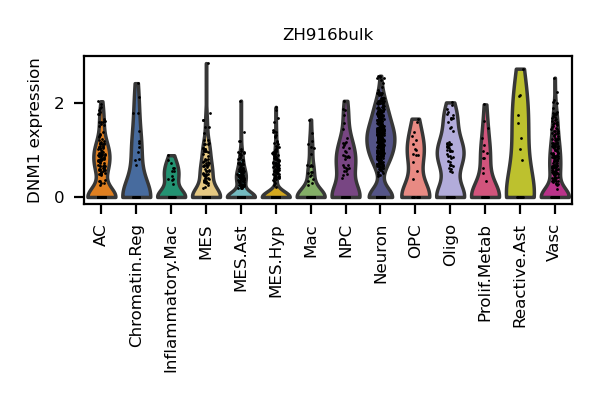 ZH916bulk
DNM1 expression
2
0
AC
Chromatin.Reg
Inflammatory.Mac
MES
MES.Ast
MES.Hyp
Mac
NPC
Neuron
OPC
Oligo
Prolif.Metab
Reactive.Ast
Vasc